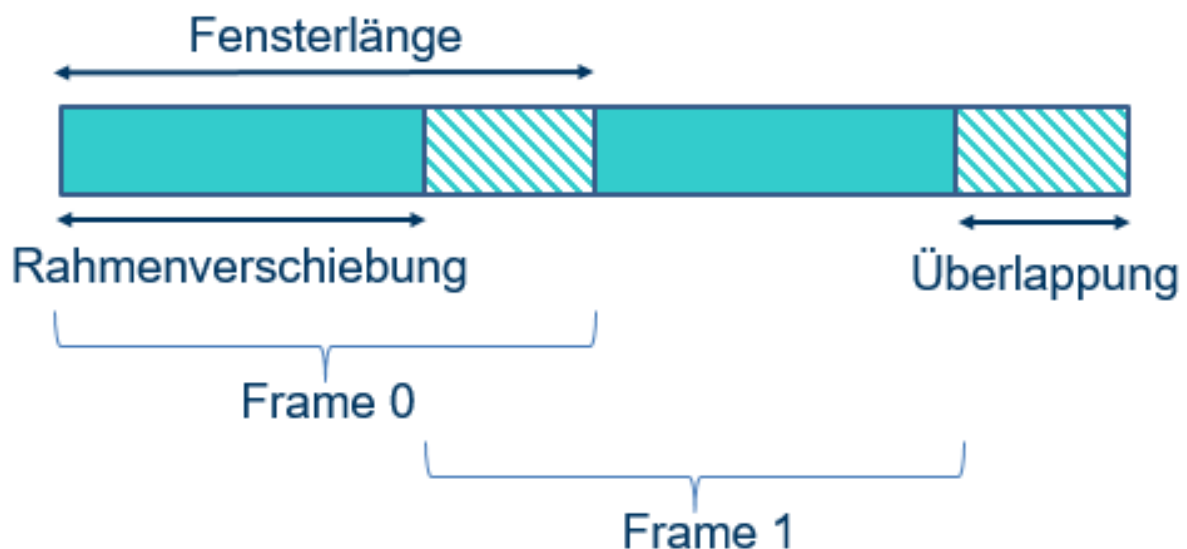 Fensterlänge
Rahmenverschiebung
Überlappung
Frame 0
Frame 1